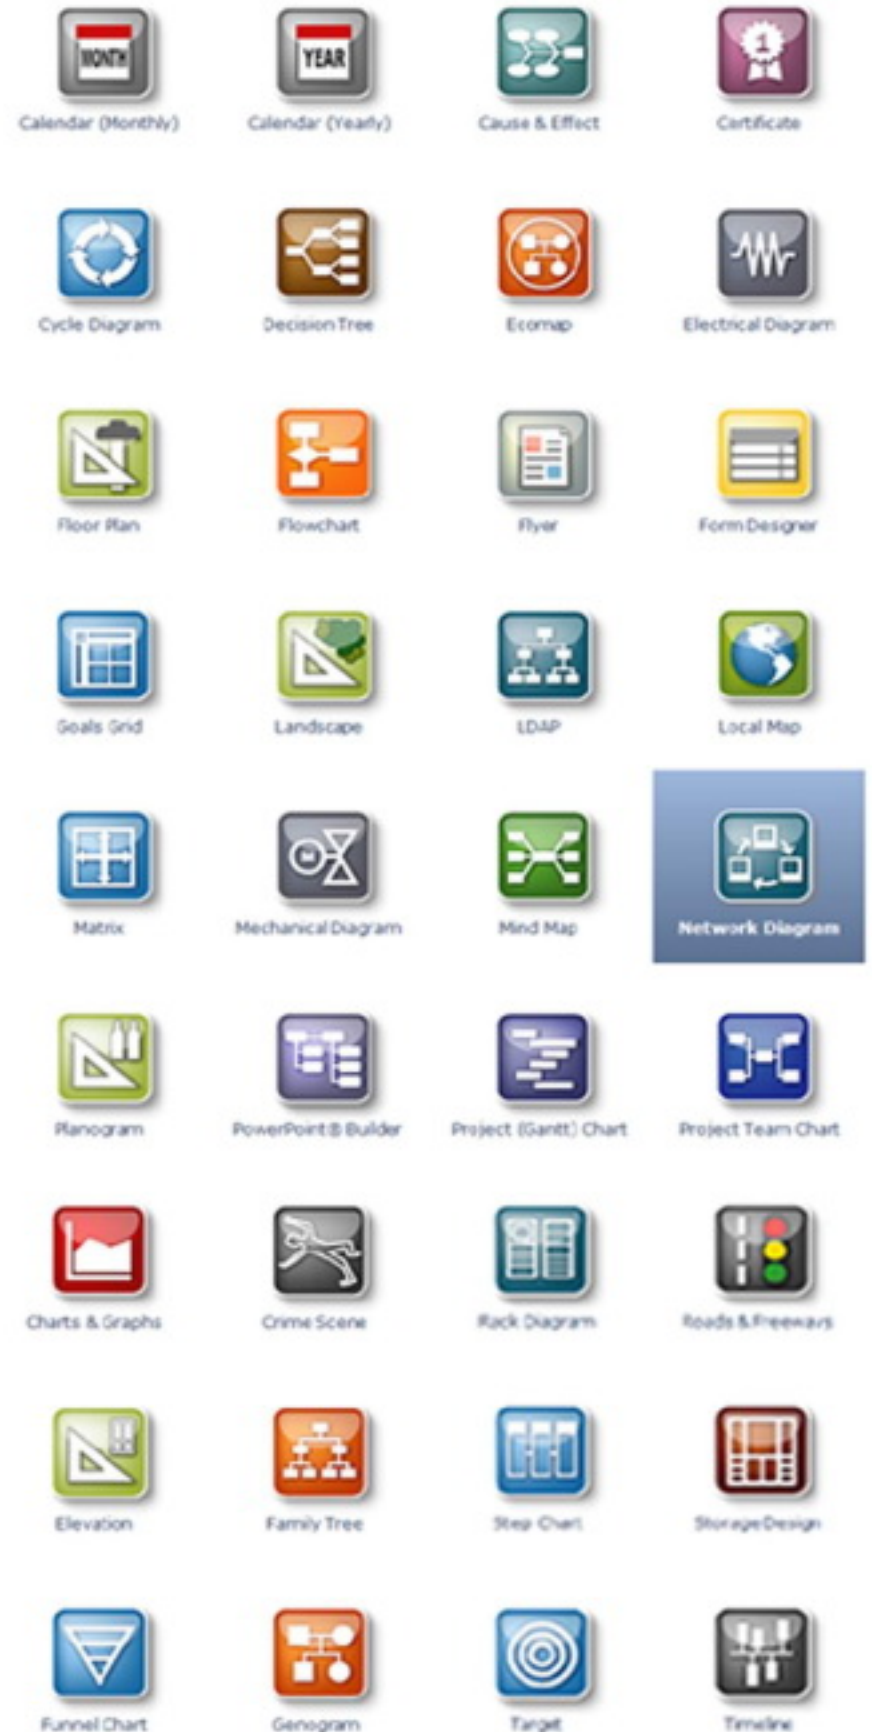 MONTH
YEAR
1
Calendar (Monthly)
Calendar (Yearly)
Cause & Effect
Certificate
Cycle Diagram
Decision Tree
Ecomap
Electrical Diagram
Floor Plan
Flowchart
Flyer
Form Designer
Goals Grid
Landscape
LDAP
Local Map
Matrix
Mechanical Diagram
Mind Map
Network Diagram
Planogram
PowerPoint® Builder
Project (Gantt) Chart
Project Team Chart
Charts & Graphs
Crime Scene
Rack Diagram
Roads & Freeways
Elevation
Family Tree
Step Chart
Storage Design
Funnel Chart
Genogram
Target
Timeline